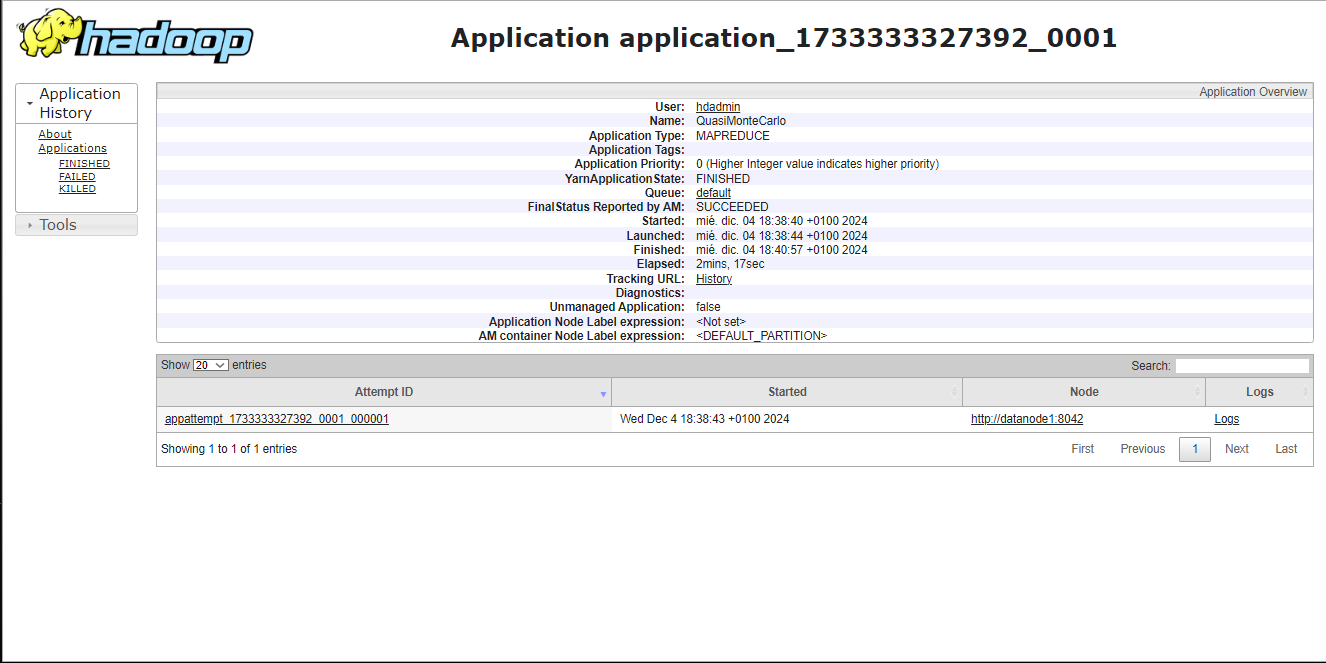 hadoop
Application application_1733333327392_0001
Application History
About
Applications
FINISHED
FAILED
KILLED
Tools
Application Overview
User: hdadmin
Name: QuasiMonteCarlo
Application Type: MAPREDUCE
Application Tags:
Application Priority: 0 (Higher Integer value indicates higher priority)
YarnApplicationState: FINISHED
Queue: default
FinalStatus Reported by AM: SUCCEEDED
Started: mié. dic. 04 18:38:40 +0100 2024
Launched: mié. dic. 04 18:38:44 +0100 2024
Finished: mié. dic. 04 18:40:57 +0100 2024
Elapsed: 2mins, 17sec
Tracking URL: History
Diagnostics:
Unmanaged Application: false
Application Node Label expression: <Not set>
AM container Node Label expression: <DEFAULT_PARTITION>
Show 20 entries Search:
Attempt ID Started Node Logs
appattempt_1733333327392_0001_000001 Wed Dec 4 18:38:43 +0100 2024 http://datanode1:8042 Logs
Showing 1 to 1 of 1 entries First Previous 1 Next Last